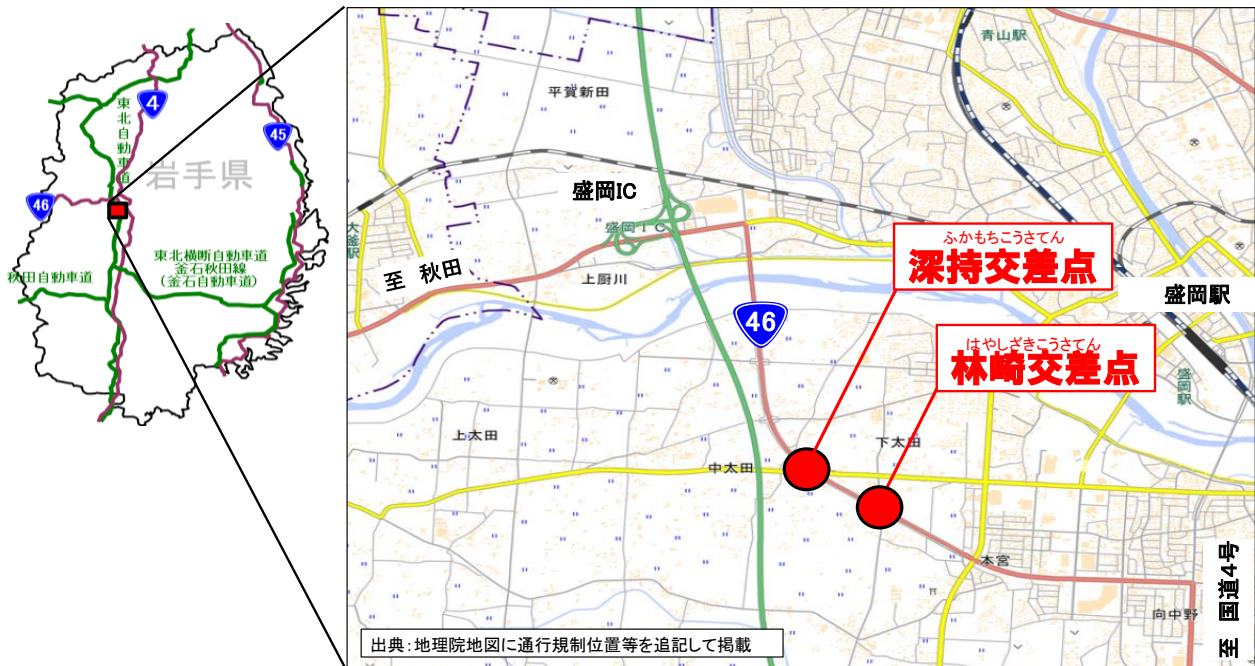 4
東北自動車道
45
岩手県
46
東北横断自動車道
釜石秋田線
(釜石自動車道)
秋田自動車道
青山駅
平賀新田
盛岡IC
盛岡IC
大釜駅
ふかもちこうさてん
深持交差点
至 秋田
上厨川
盛岡駅
46
はやしざきこうさてん
林崎交差点
盛岡駅
上太田
下太田
中太田
本宮
至 国道4号
向中野
出典:地理院地図に通行規制位置等を追記して掲載